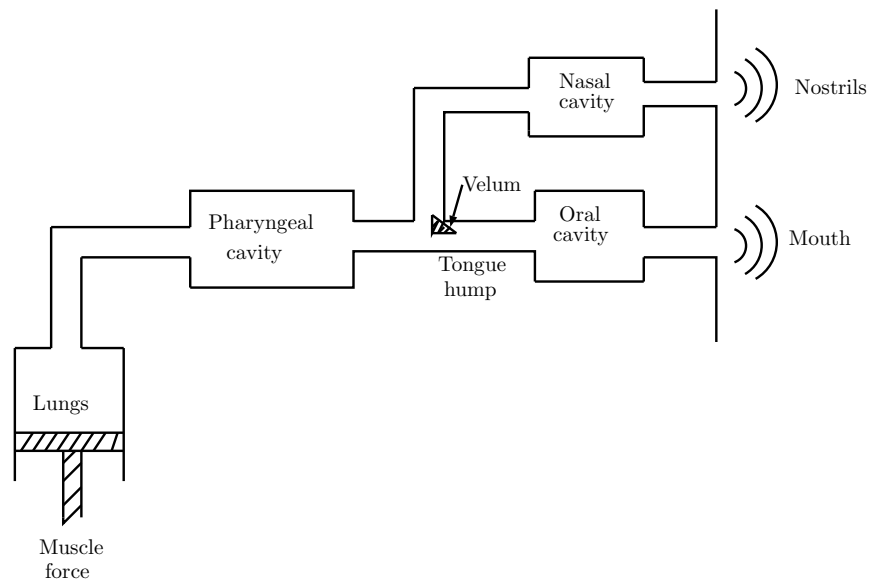 Nasal
cavity
Nostrils
Velum
Pharyngeal
cavity
Oral
cavity
Mouth
Tongue
hump
Lungs
Muscle
force